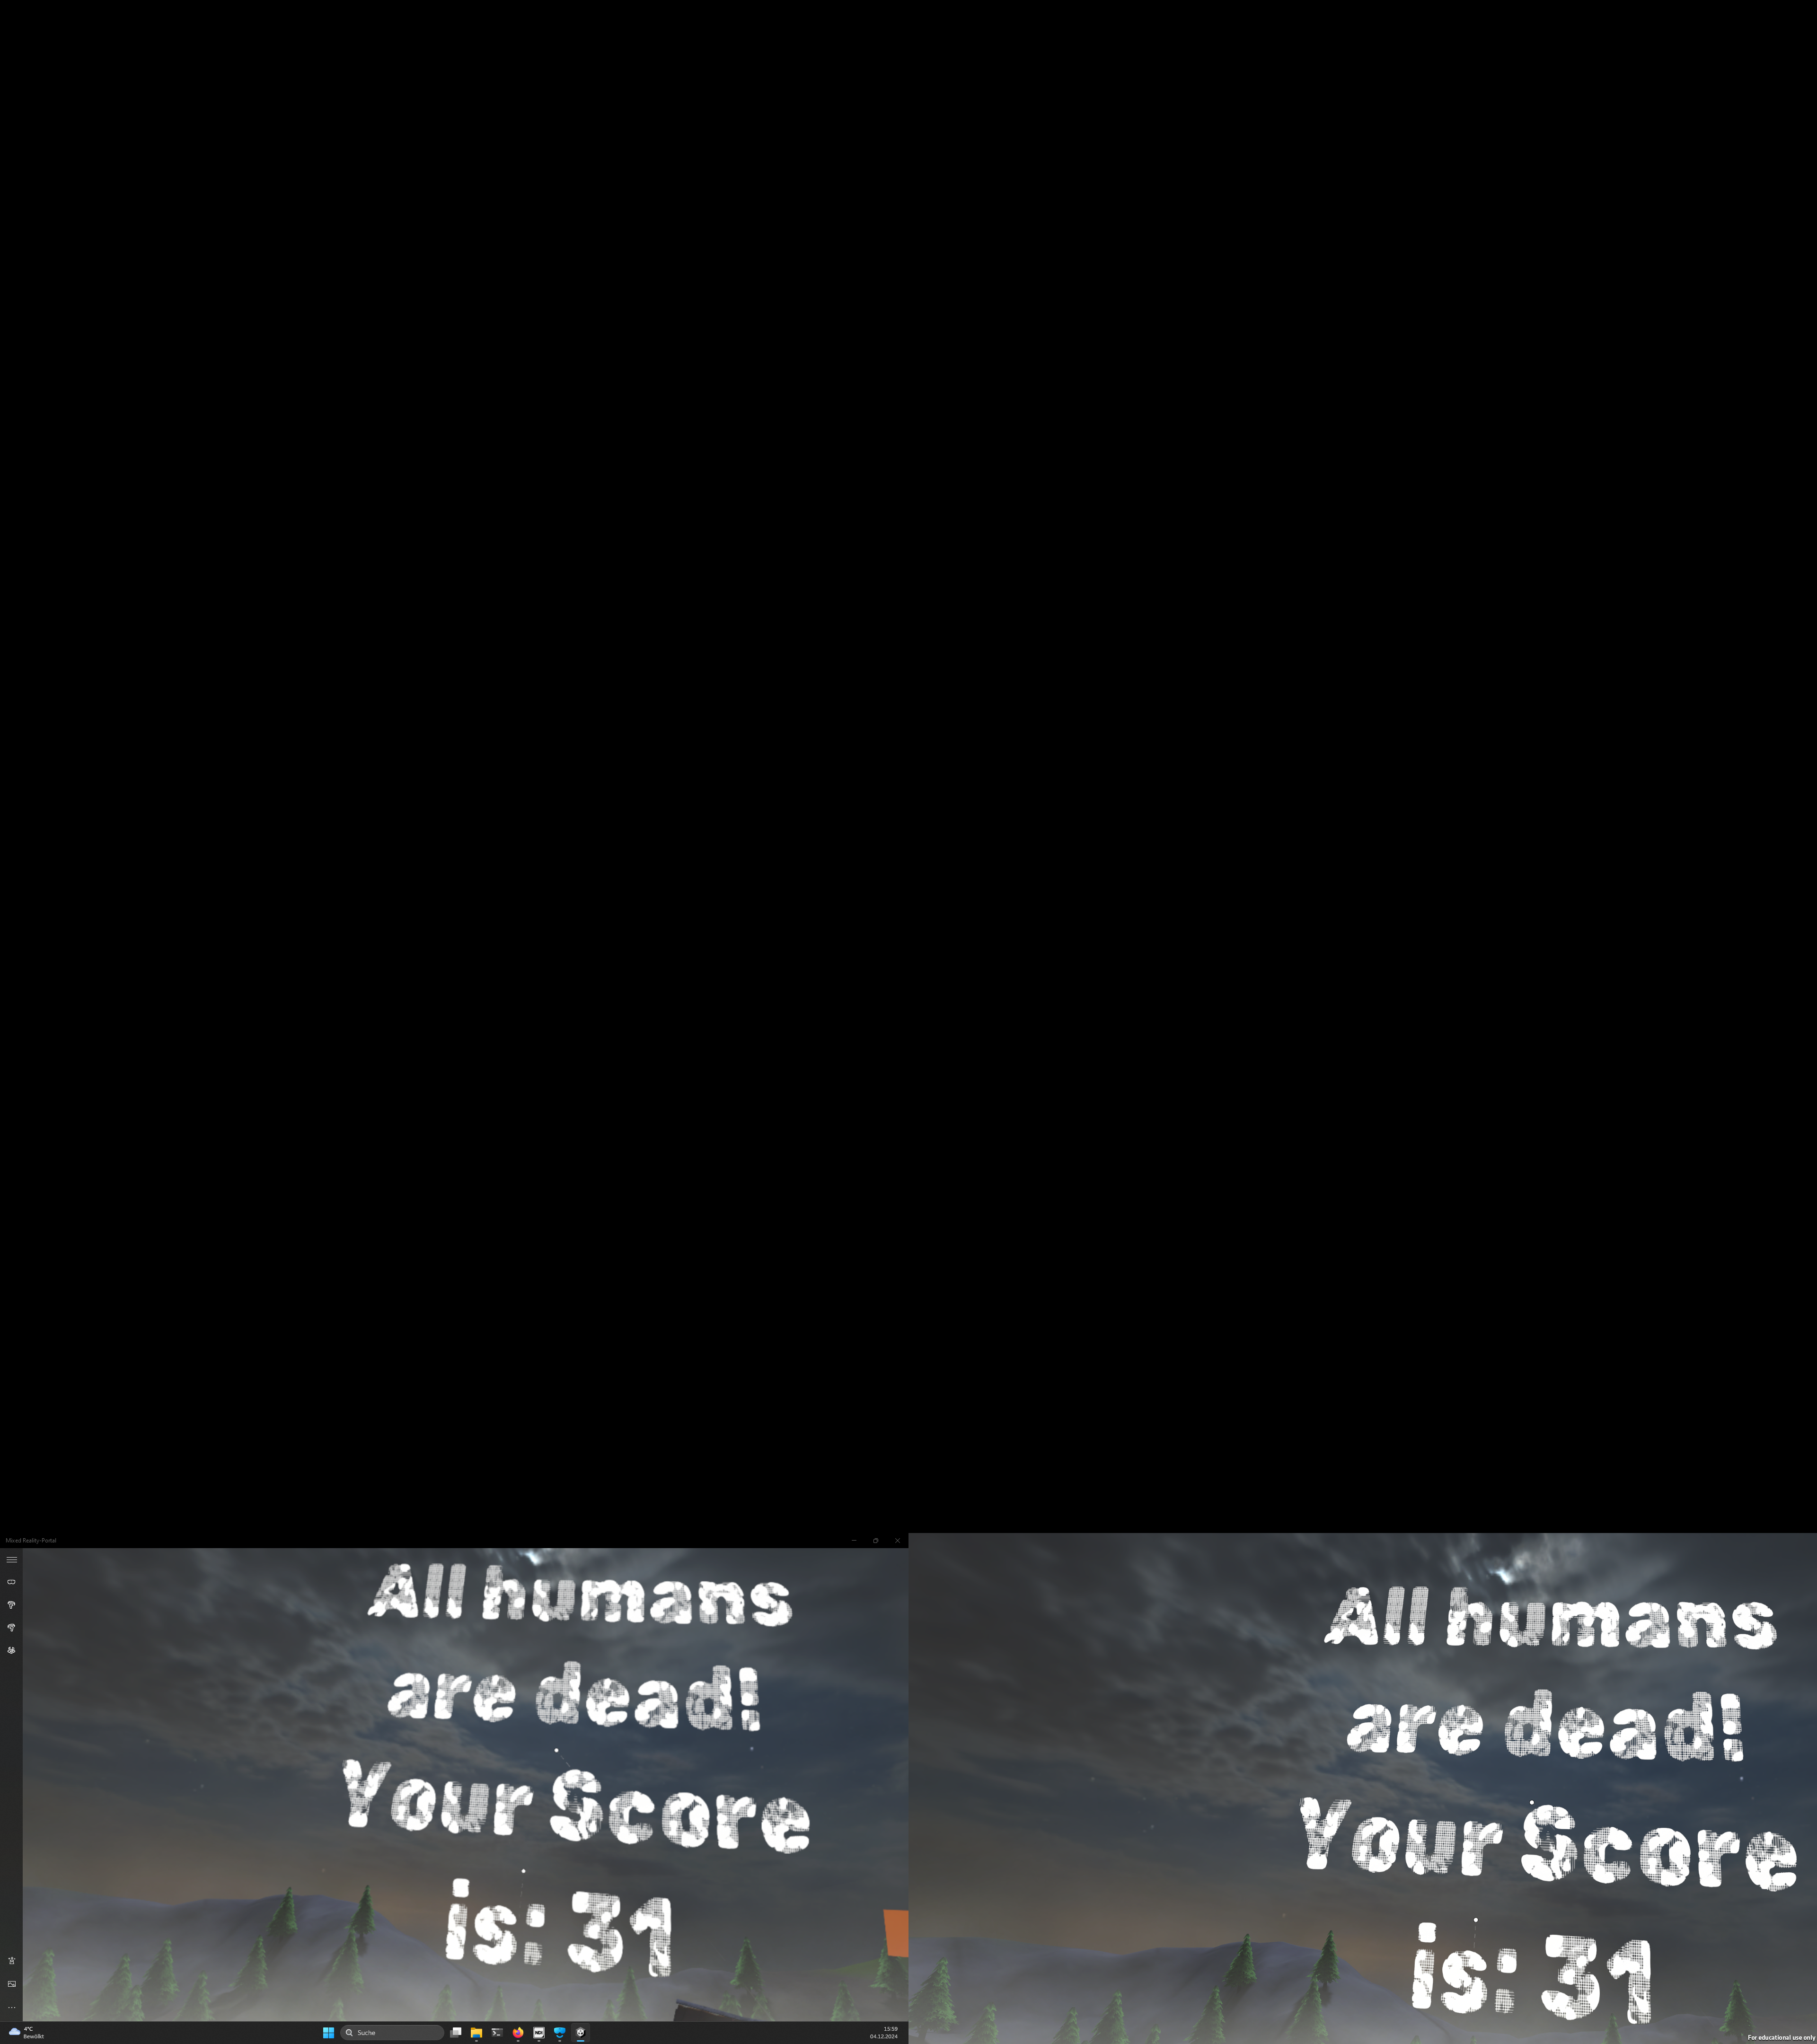 Mixed Reality-Portal
All humans
are dead!
Your Score
is: 31
4°C
Bewölkt
Suche
NDI
15:59
04.12.2024
All humans
are dead!
Your Score
is: 31
For educational use only